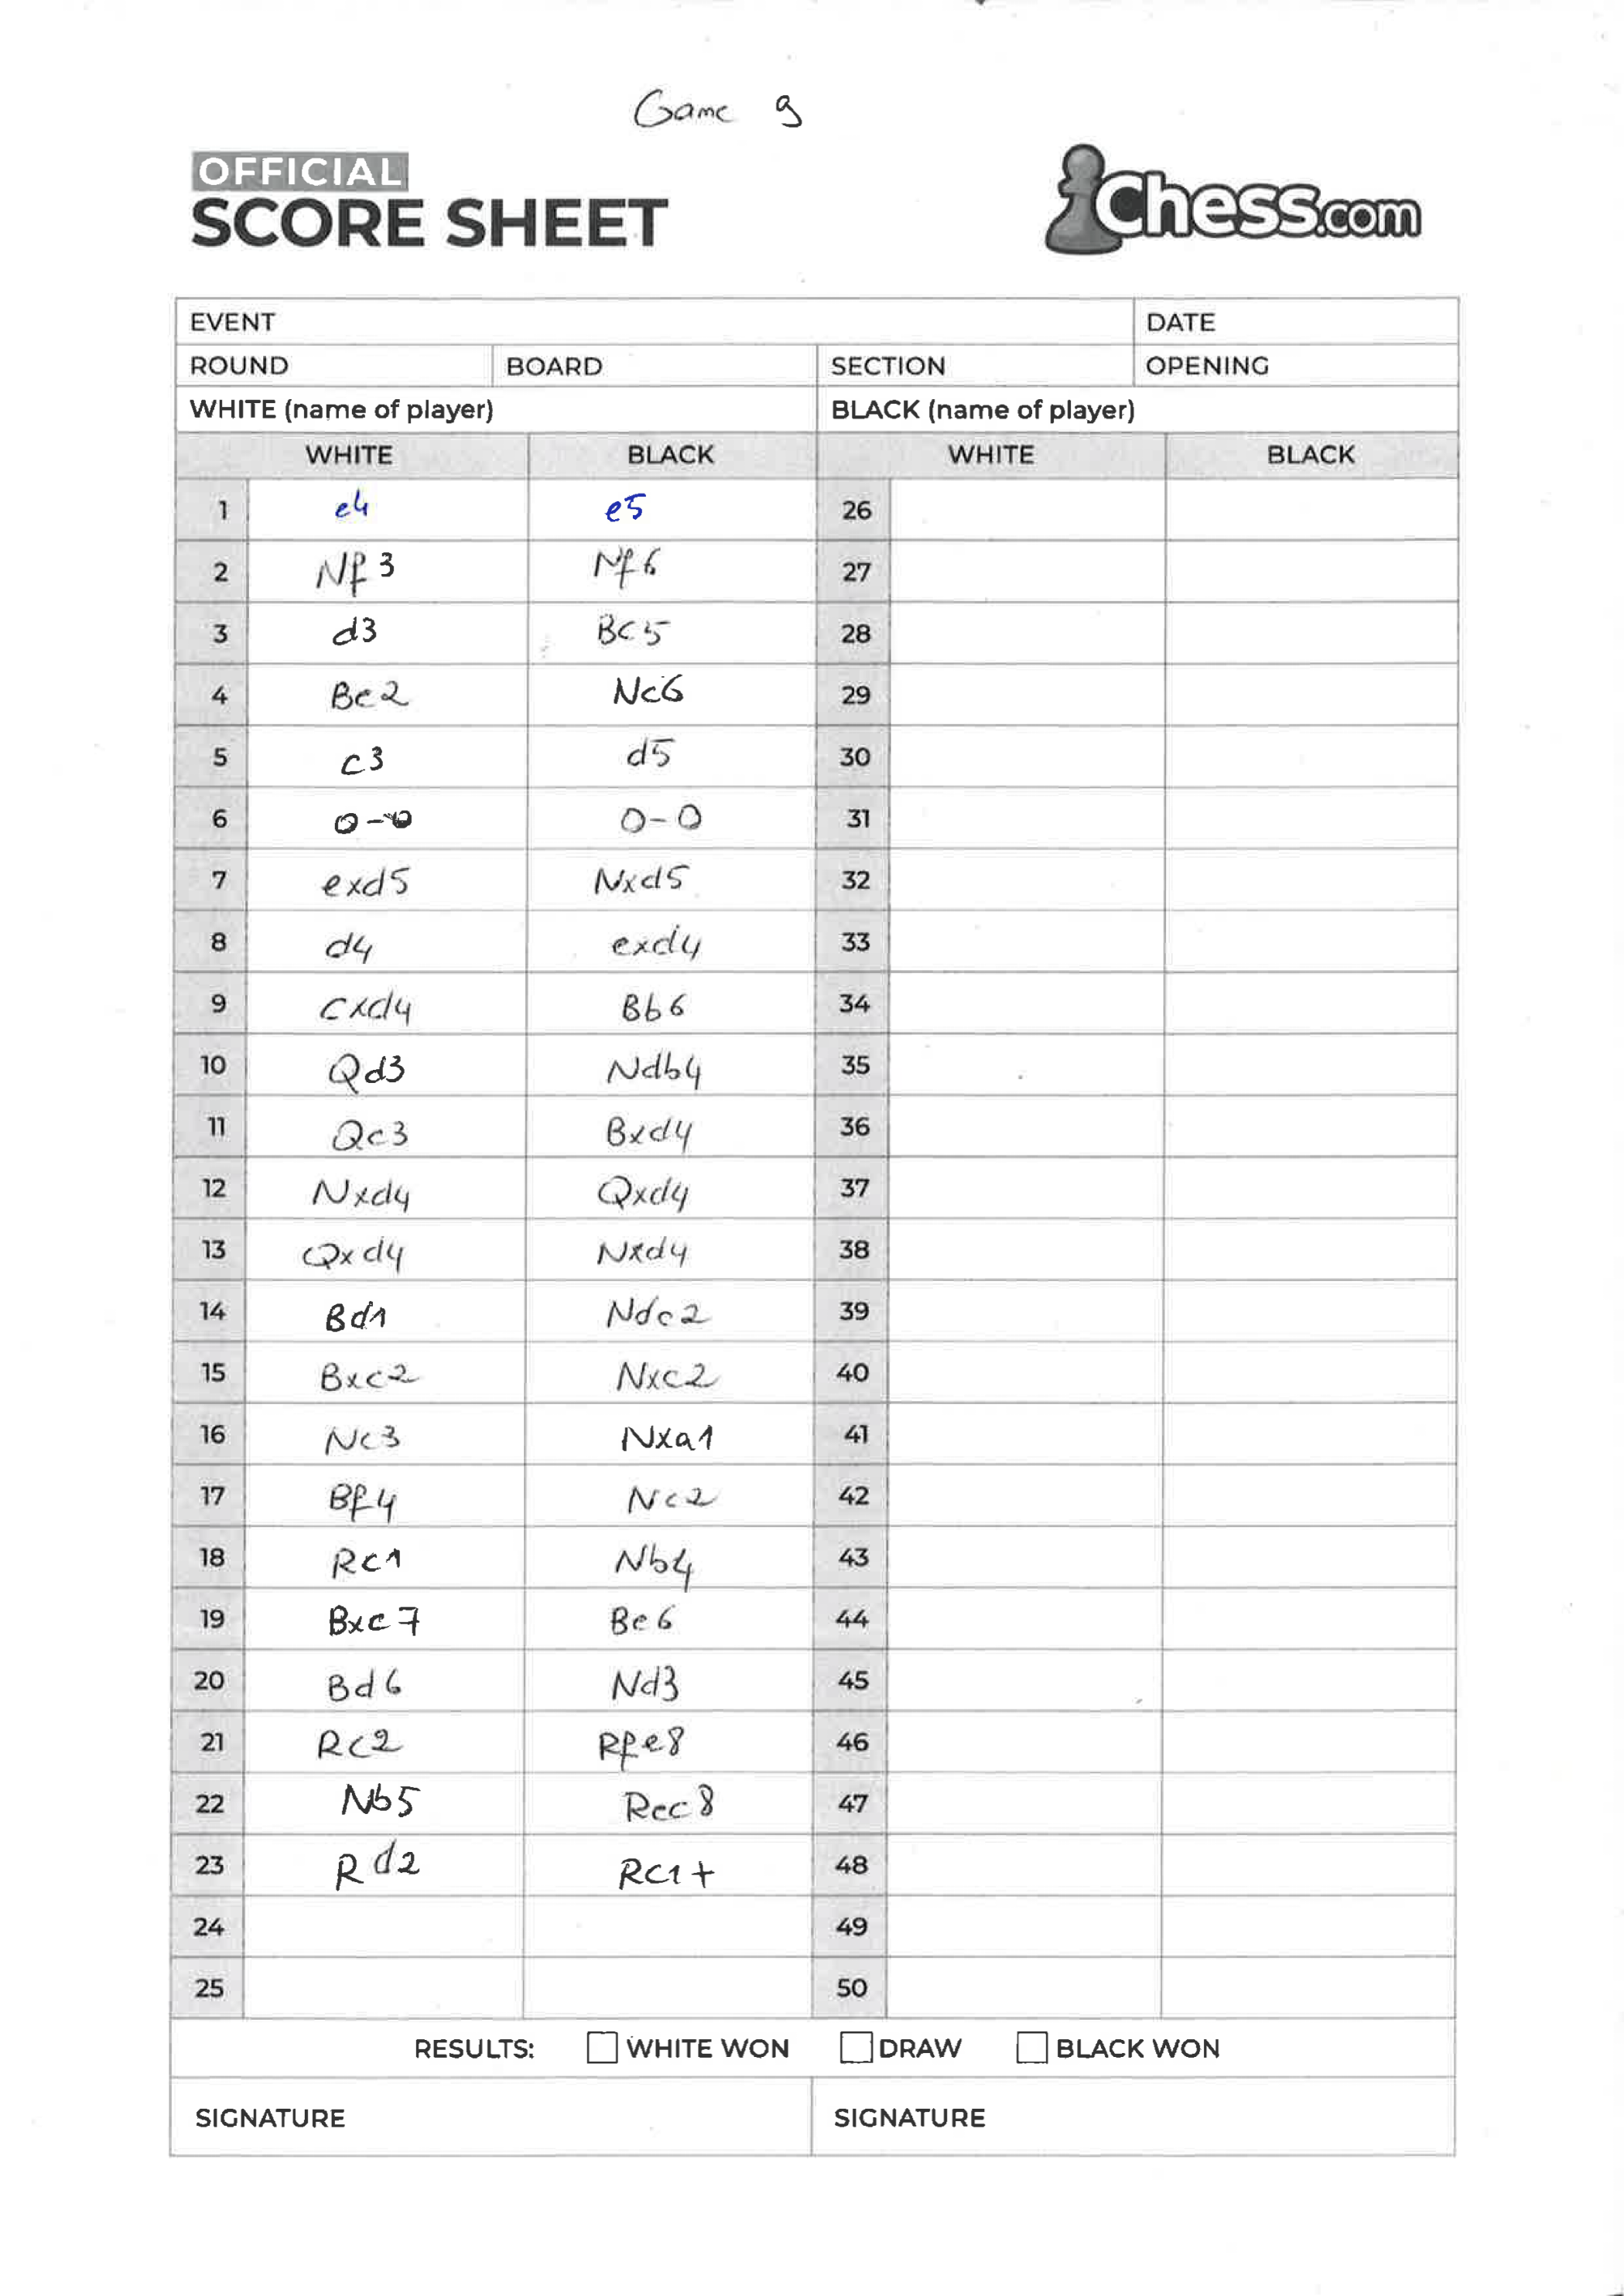 Game 9
OFFICIAL
SCORE SHEET
Chess.com
EVENT DATE
ROUND BOARD SECTION OPENING
WHITE (name of player) BLACK (name of player)
WHITE BLACK WHITE BLACK
1 e4 e5 26
2 Nf3 Nf6 27
3 d3 Bc5 28
4 Be2 Nc6 29
5 c3 d5 30
6 0-0 0-0 31
7 exd5 Nxd5 32
8 d4 exd4 33
9 cxd4 Bb6 34
10 Qd3 Ndb4 35
11 Qc3 Bxd4 36
12 Nxd4 Qxd4 37
13 Qxd4 Nxd4 38
14 Bd1 Ndc2 39
15 Bxc2 Nxc2 40
16 Nc3 Nxa1 41
17 Bf4 Nc2 42
18 Rc1 Nb4 43
19 Bxc7 Be6 44
20 Bd6 Nd3 45
21 Rc2 Rfe8 46
22 Nb5 Rec8 47
23 Rd2 Rc1+ 48
24 49
25 50
RESULTS: WHITE WON DRAW BLACK WON
SIGNATURE SIGNATURE